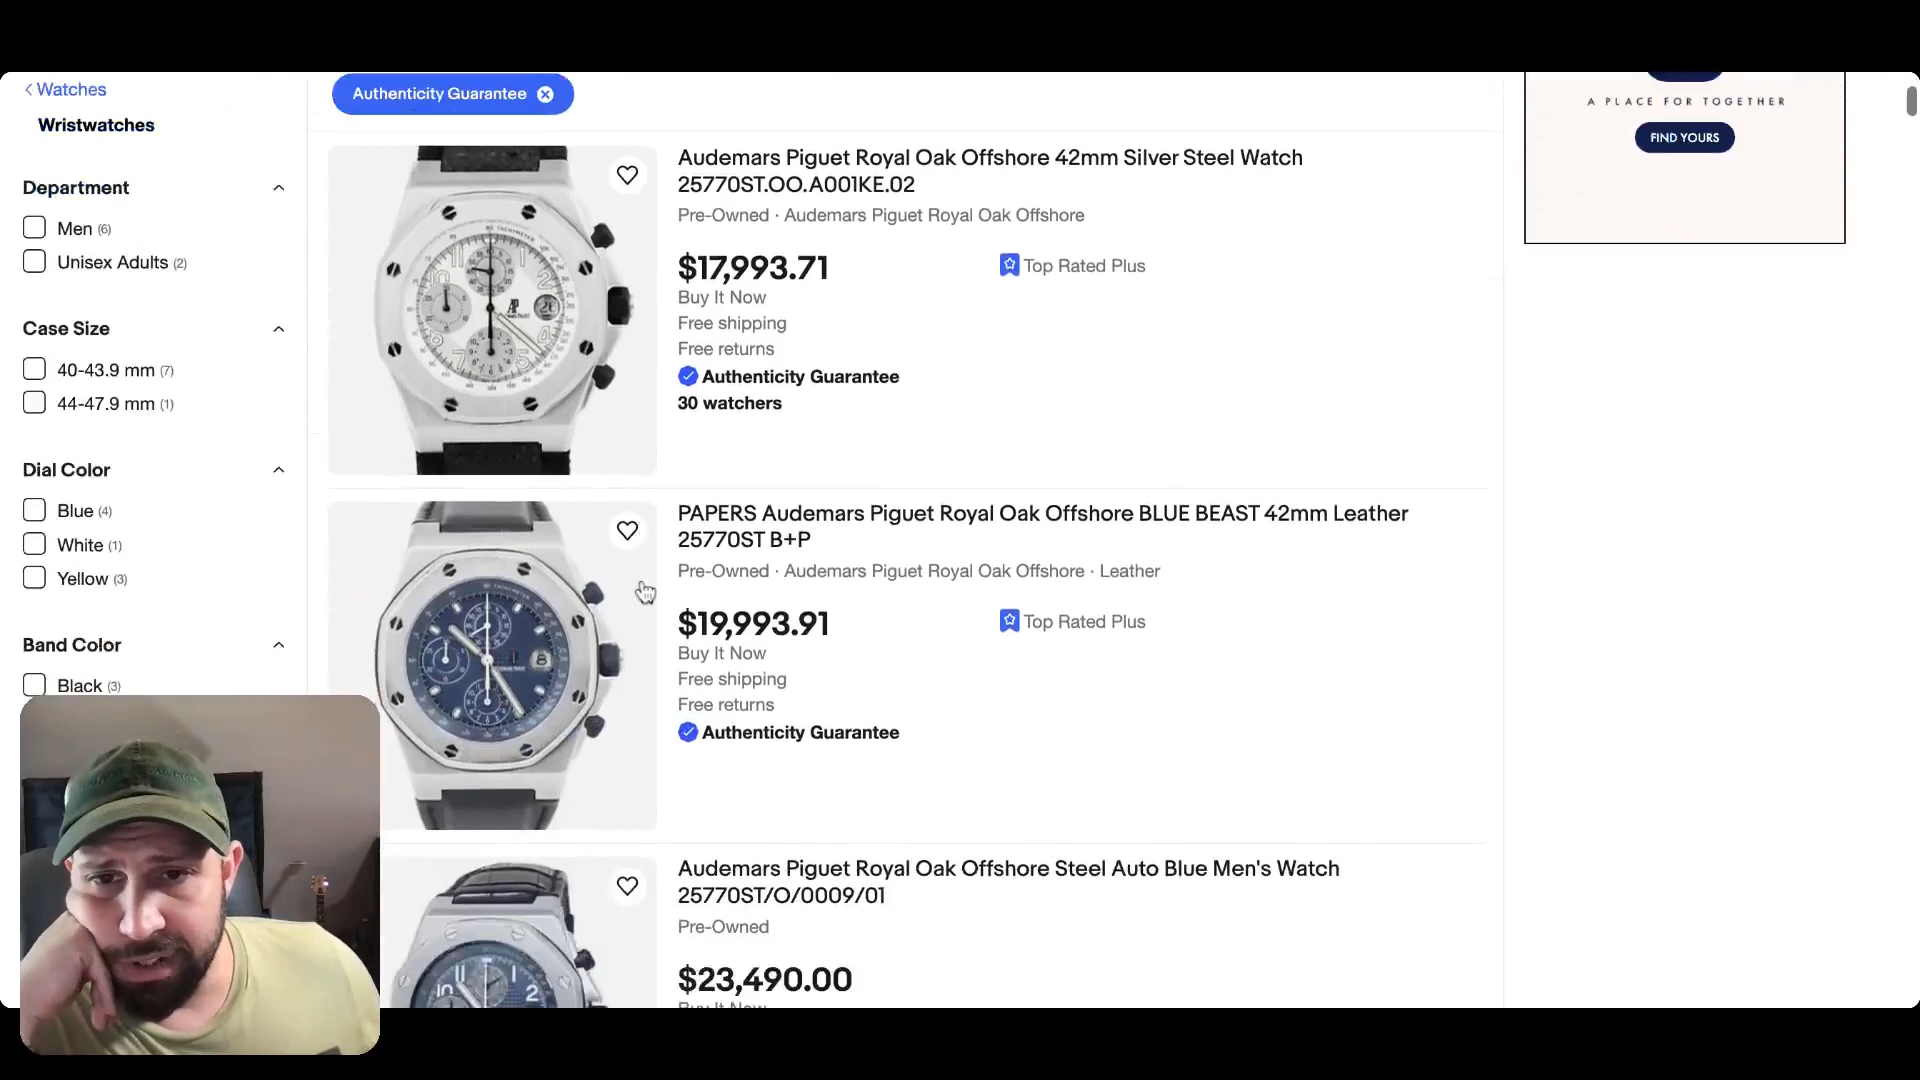 Watches
Wristwatches
Department
Men (6)
Unisex Adults (2)
Case Size
40-43.9 mm (7)
44-47.9 mm (1)
Dial Color
Blue (4)
White (1)
Yellow (3)
Band Color
Black (3)
Authenticity Guarantee
Audemars Piguet Royal Oak Offshore 42mm Silver Steel Watch
25770ST.OO.A001KE.02
Pre-Owned · Audemars Piguet Royal Oak Offshore
$17,993.71
Top Rated Plus
Buy It Now
Free shipping
Free returns
Authenticity Guarantee
30 watchers
PAPERS Audemars Piguet Royal Oak Offshore BLUE BEAST 42mm Leather
25770ST B+P
Pre-Owned · Audemars Piguet Royal Oak Offshore · Leather
$19,993.91
Top Rated Plus
Buy It Now
Free shipping
Free returns
Authenticity Guarantee
Audemars Piguet Royal Oak Offshore Steel Auto Blue Men's Watch
25770ST/O/0009/01
Pre-Owned
$23,490.00
Buy It Now
A PLACE FOR TOGETHER
FIND YOURS